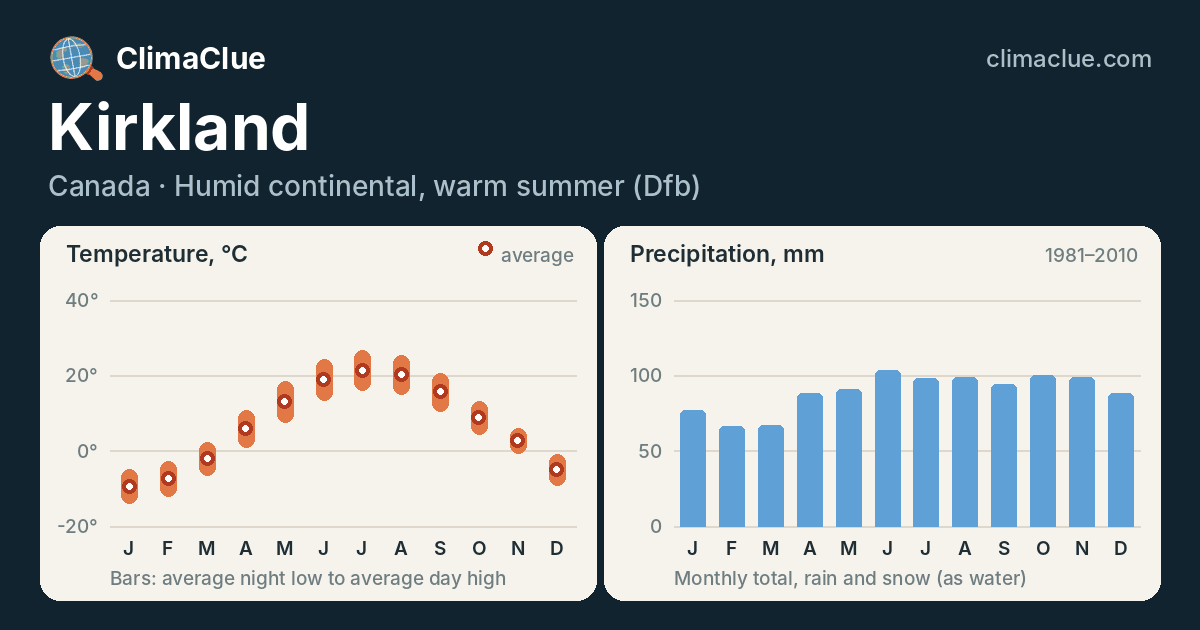 ClimaClue
climaclue.com
Kirkland
Canada · Humid continental, warm summer (Dfb)
Temperature, °C
average
40°
20°
0°
-20°
J F M A M J J A S O N D
Bars: average night low to average day high
Precipitation, mm
1981–2010
150
100
50
0
J F M A M J J A S O N D
Monthly total, rain and snow (as water)